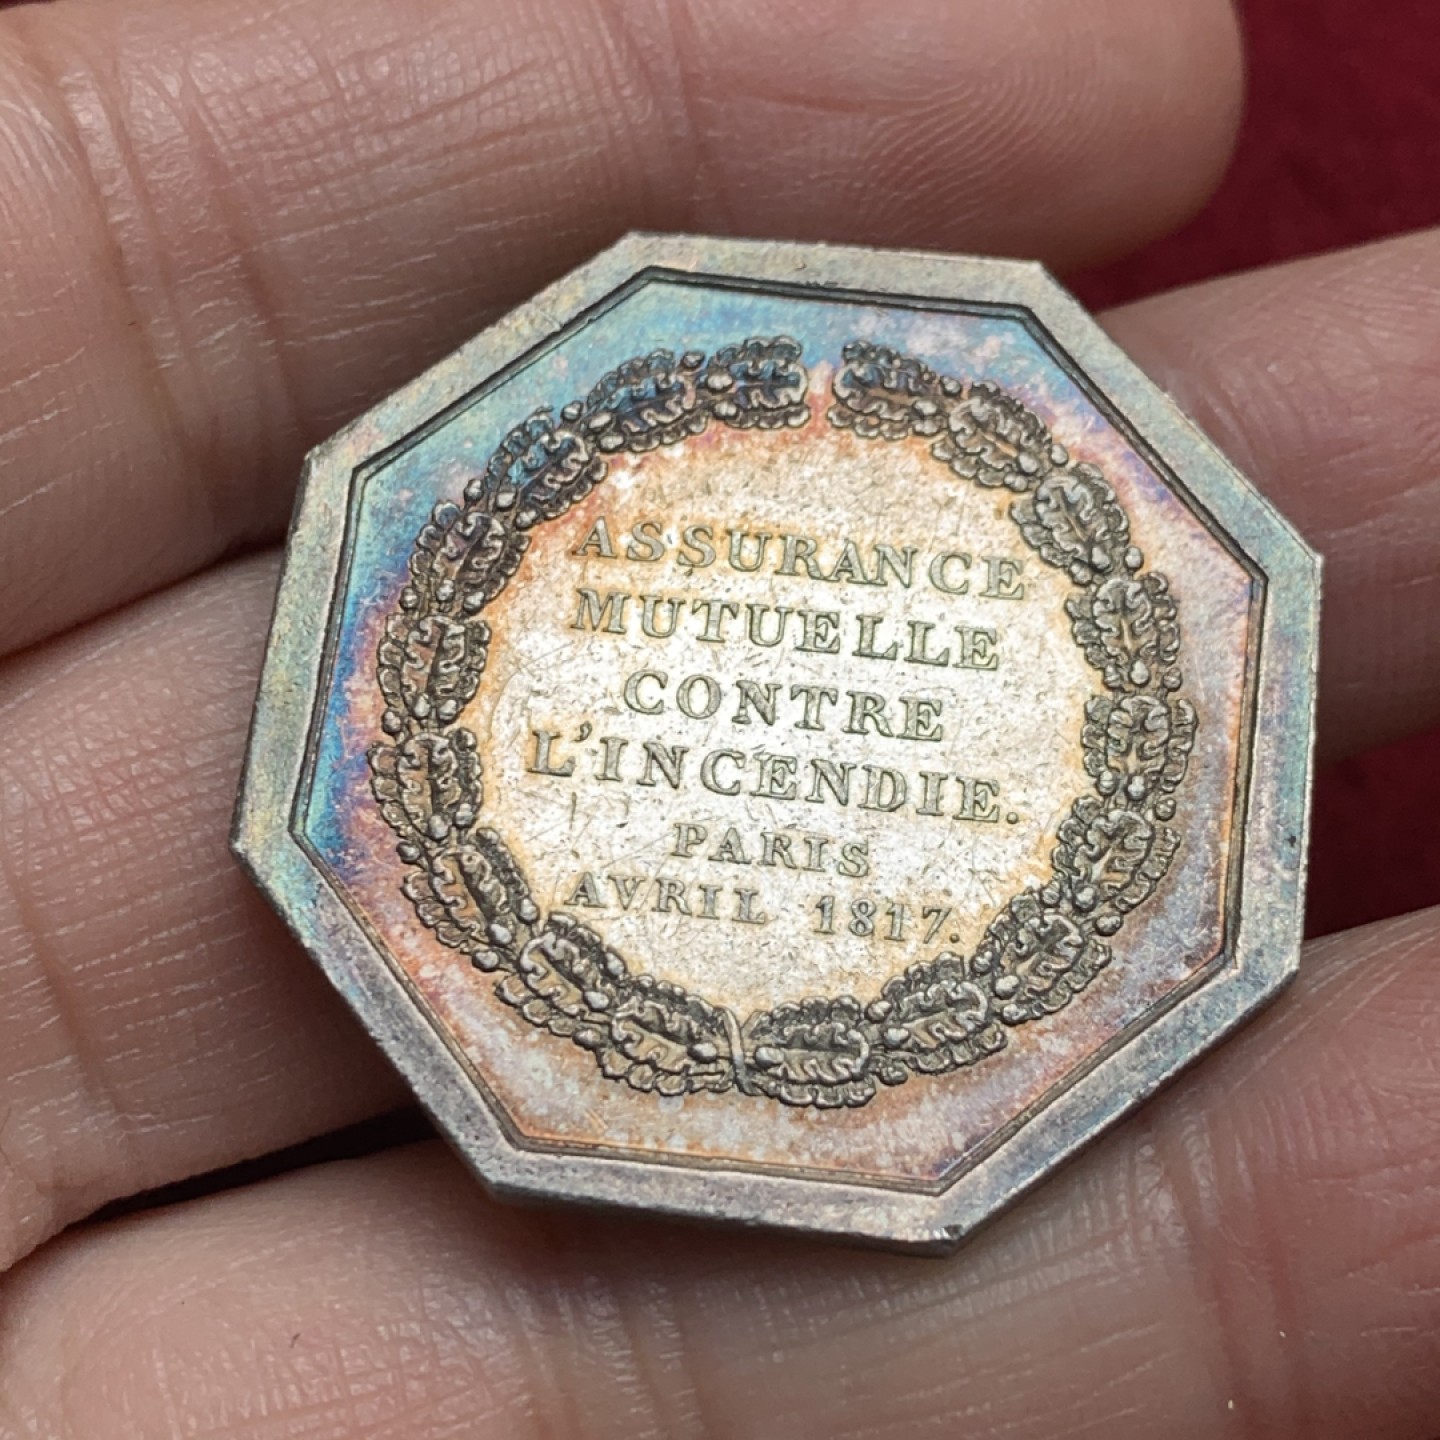 ASSURANCE
MUTUELLE
CONTRE
L'INCENDIE.
PARIS
AVRIL 1817.